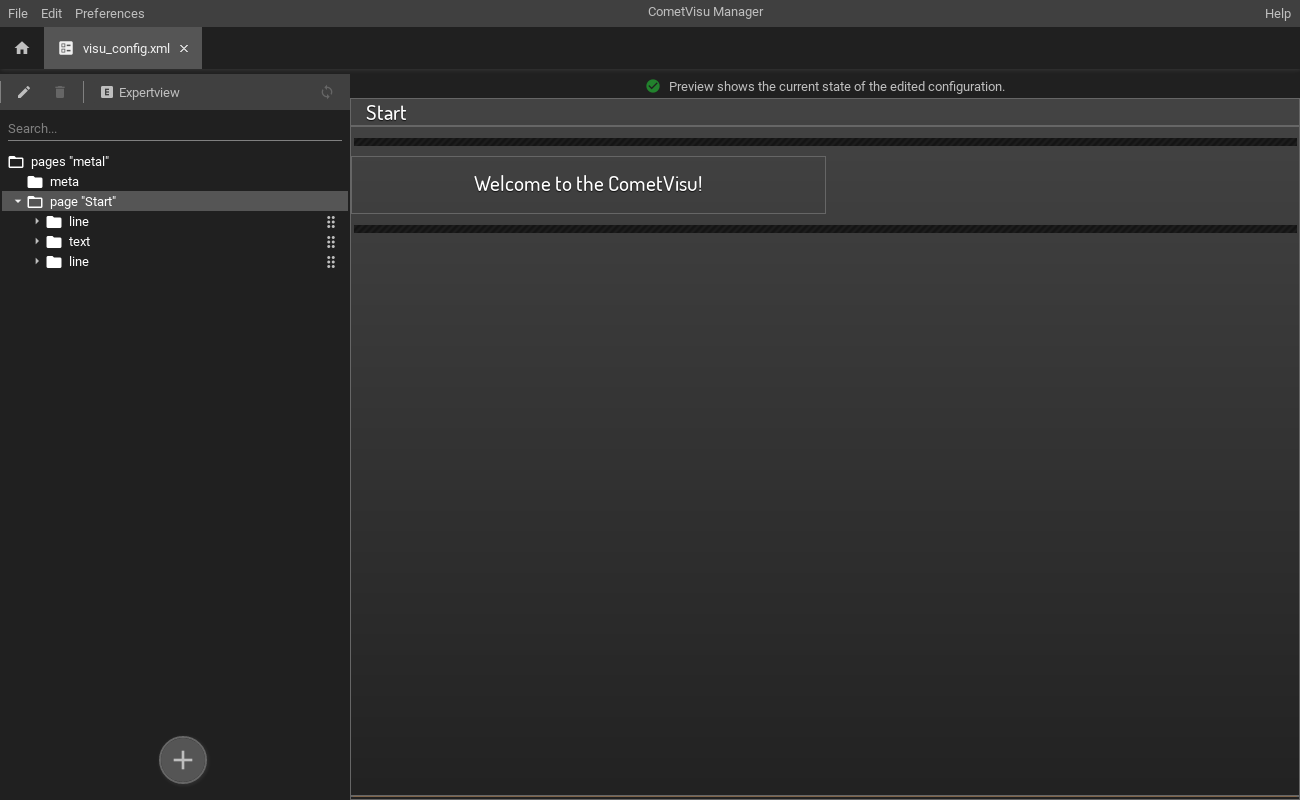 File Edit Preferences CometVisu Manager Help
visu_config.xml
E Expertview
Preview shows the current state of the edited configuration.
Search...
Start
pages "metal"
meta
page "Start"
line
text
line
Welcome to the CometVisu!